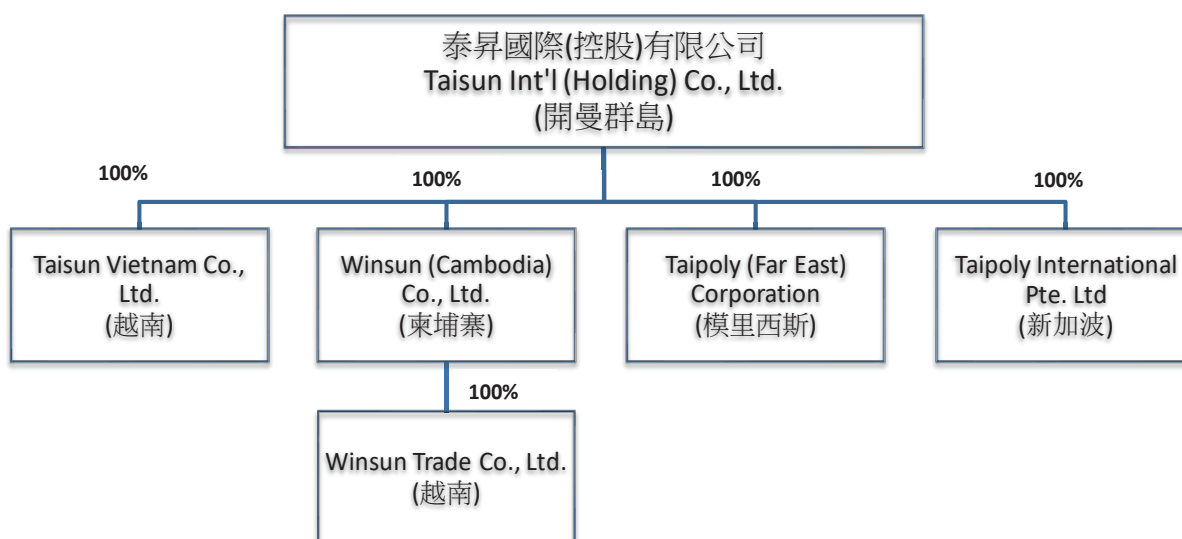 泰昇國際(控股)有限公司
Taisun Int'l (Holding) Co., Ltd.
(開曼群島)
100%
100%
100%
100%
Taisun Vietnam Co.,
Ltd.
(越南)
Winsun (Cambodia)
Co., Ltd.
(柬埔寨)
Taipoly (Far East)
Corporation
(模里西斯)
Taipoly International
Pte. Ltd
(新加波)
100%
Winsun Trade Co., Ltd.
(越南)